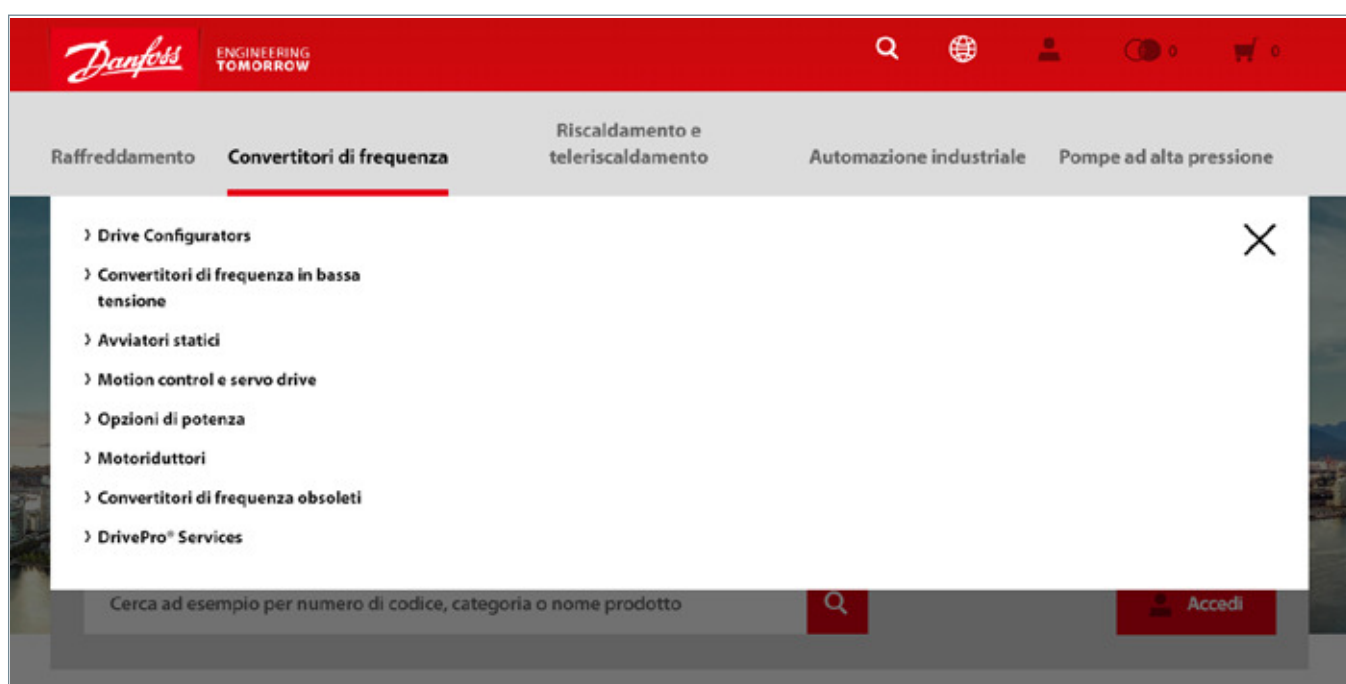 Danfoss
ENGINEERING
TOMORROW
0
0
Raffreddamento
Convertitori di frequenza
Riscaldamento e
teleriscaldamento
Automazione industriale
Pompe ad alta pressione
Drive Configurators
Convertitori di frequenza in bassa
tensione
Avviatori statici
Motion control e servo drive
Opzioni di potenza
Motoriduttori
Convertitori di frequenza obsoleti
DrivePro® Services
Cerca ad esempio per numero di codice, categoria o nome prodotto
Accedi